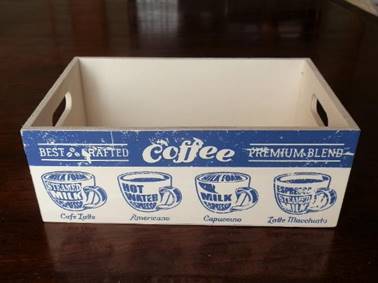 BEST CRAFTED Coffee PREMIUM BLEND
MILK FOAM
STEAMED
MILK
ESPRESSO
HOT
WATER
ESPRESSO
MILK FOAM
MILK
ESPRESSO
ESPRESSO
STEAMED
MILK
Cafe Latte Americano Capuccino Latte Macchiato